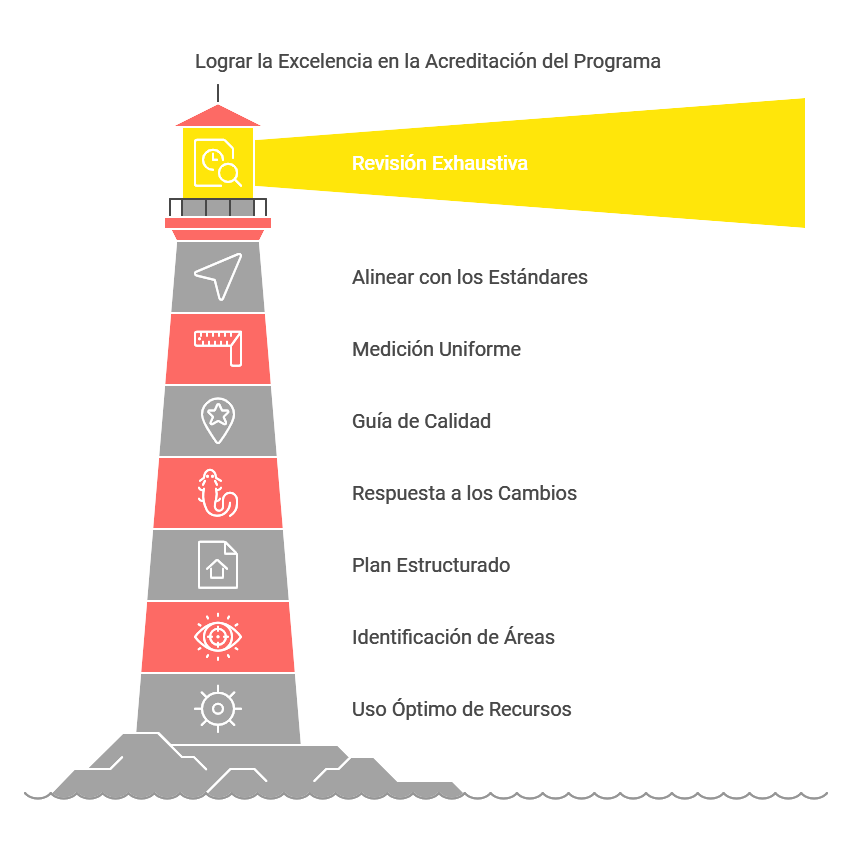 Lograr la Excelencia en la Acreditación del Programa
Revisión Exhaustiva
Alinear con los Estándares
Medición Uniforme
Guía de Calidad
Respuesta a los Cambios
Plan Estructurado
Identificación de Áreas
Uso Óptimo de Recursos